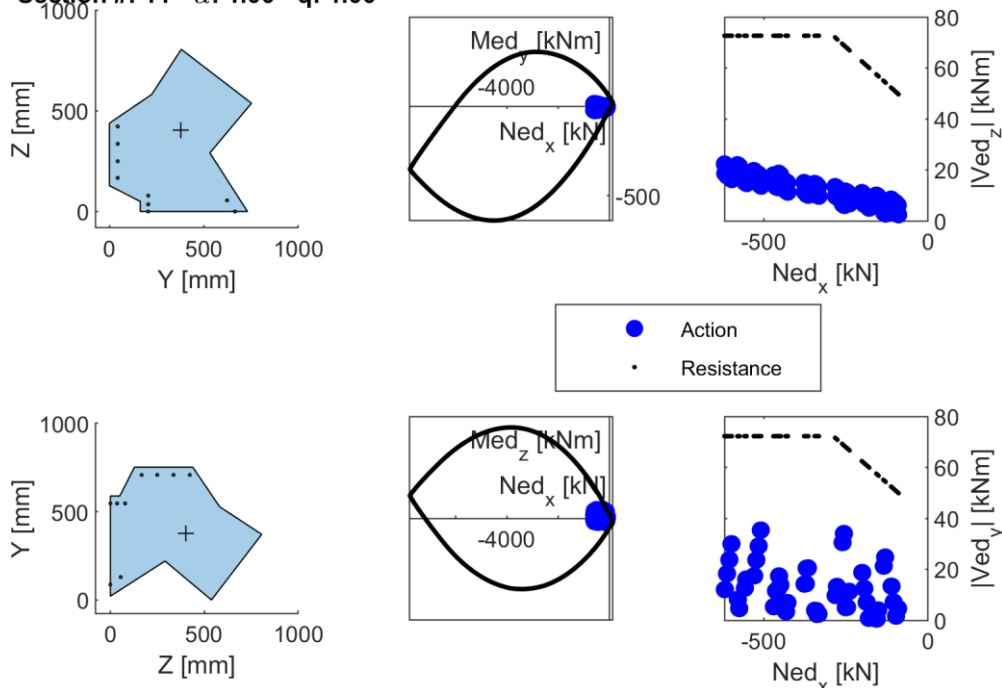 1000
500
0
Z [mm]
0
500
1000
Y [mm]
Med_y [kNm]
-4000
Ned_x [kN]
-500
80
60
40
20
0
|Ved_z| [kNm]
-500
0
Ned_x [kN]
Action
Resistance
1000
500
0
Y [mm]
0
500
1000
Z [mm]
Med_z [kNm]
Ned_x [kN]
-4000
80
60
40
20
0
|Ved_y| [kNm]
-500
0
Ned_x [kN]